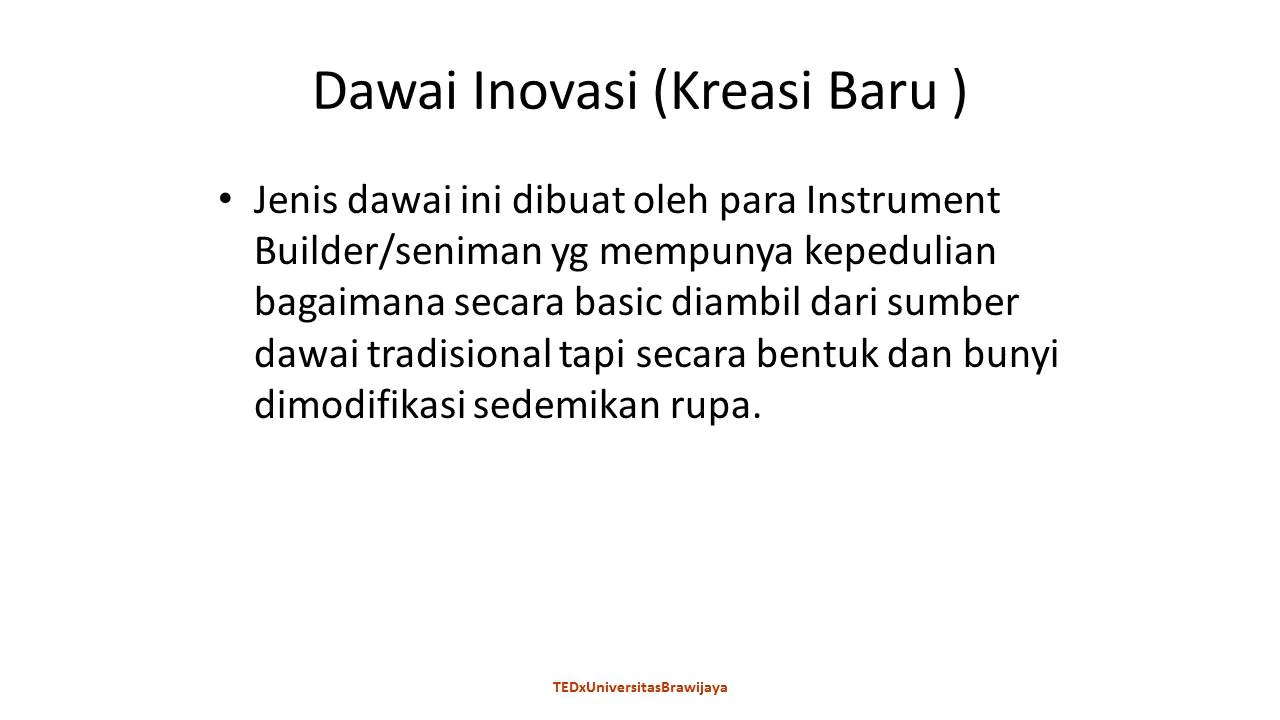 Dawai Inovasi (Kreasi Baru )
• Jenis dawai ini dibuat oleh para Instrument
Builder/seniman yg mempunya kepedulian
bagaimana secara basic diambil dari sumber
dawai tradisional tapi secara bentuk dan bunyi
dimodifikasi sedemikan rupa.
TEDxUniversitasBrawijaya